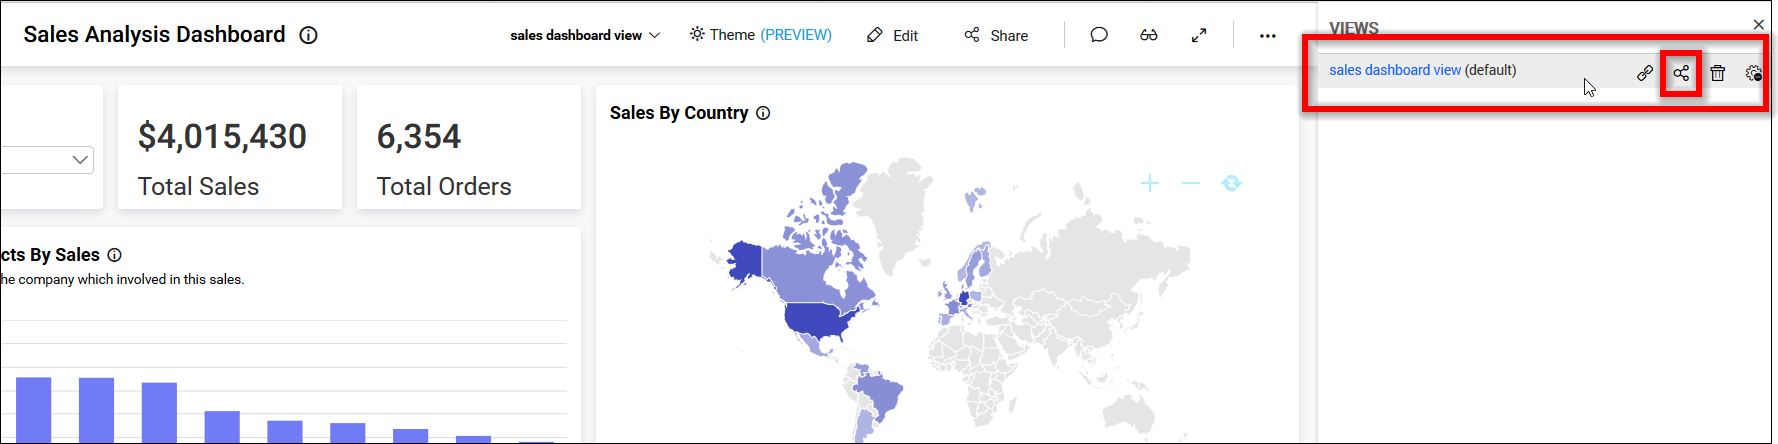 Sales Analysis Dashboard
sales dashboard view
Theme (PREVIEW)
Edit
Share
VIEWS
sales dashboard view (default)
$4,015,430
Total Sales
6,354
Total Orders
Sales By Country
cts By Sales
he company which involved in this sales.